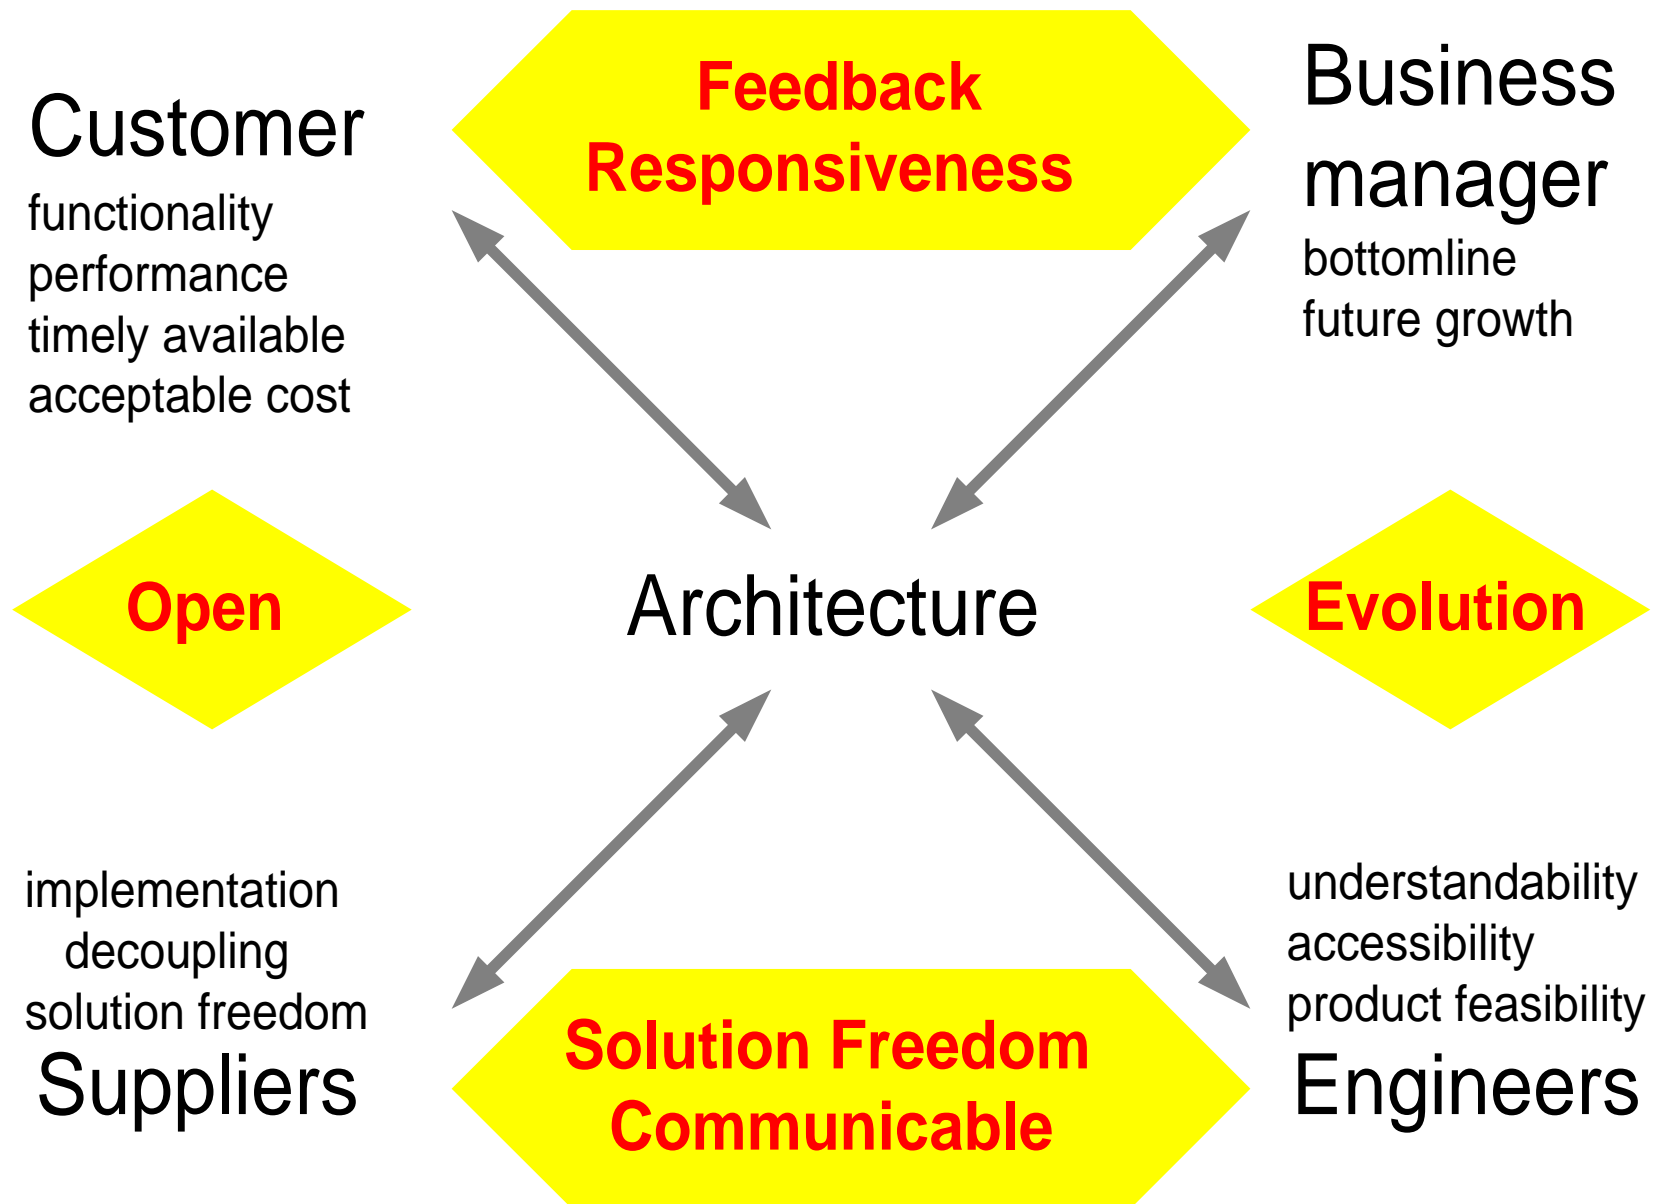 Customer
functionality
performance
timely available
acceptable cost
Feedback
Responsiveness
Business
manager
bottomline
future growth
Open
Architecture
Evolution
implementation
decoupling
solution freedom
Suppliers
Solution Freedom
Communicable
understandability
accessibility
product feasibility
Engineers